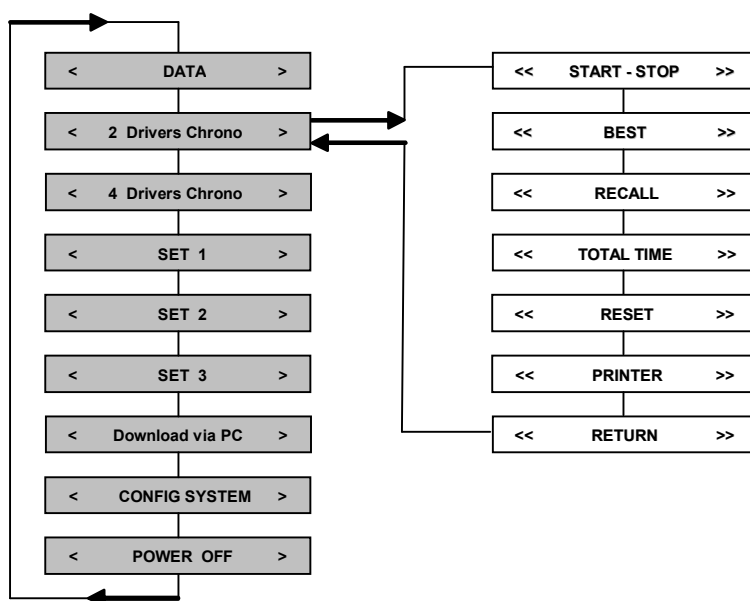 < DATA >
< 2 Drivers Chrono >
< 4 Drivers Chrono >
< SET 1 >
< SET 2 >
< SET 3 >
< Download via PC >
< CONFIG SYSTEM >
< POWER OFF >
<< START - STOP >>
<< BEST >>
<< RECALL >>
<< TOTAL TIME >>
<< RESET >>
<< PRINTER >>
<< RETURN >>